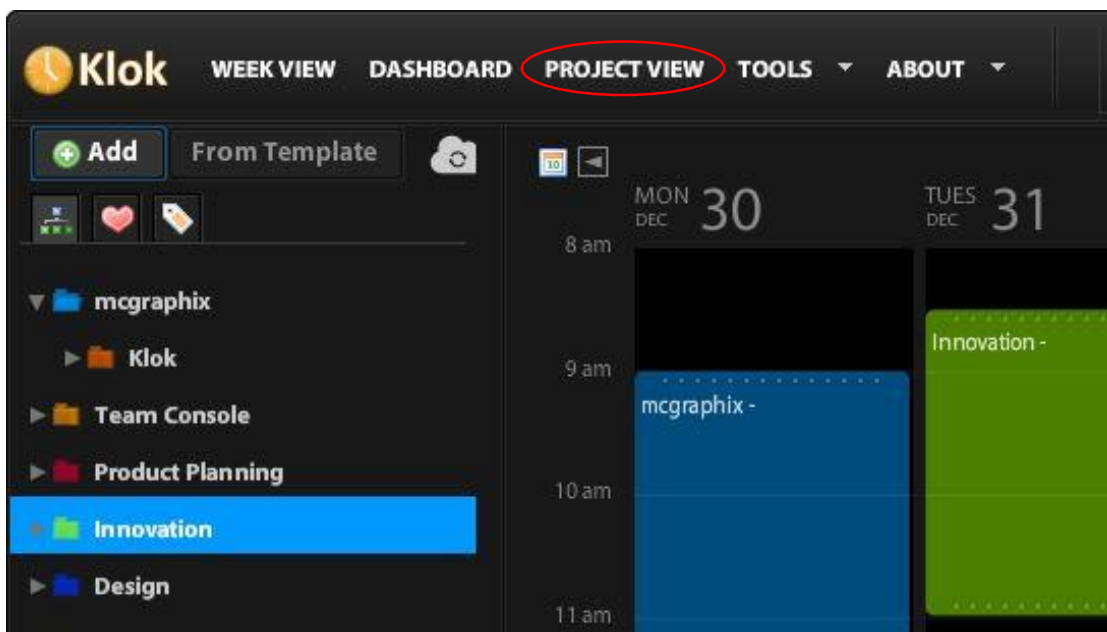 Klok WEEK VIEW DASHBOARD PROJECT VIEW TOOLS ABOUT
Add From Template
10
MON DEC 30
TUES DEC 31
8 am
9 am
10 am
11 am
mcgraphix
Klok
Team Console
Product Planning
Innovation
Design
mcgraphix -
Innovation -